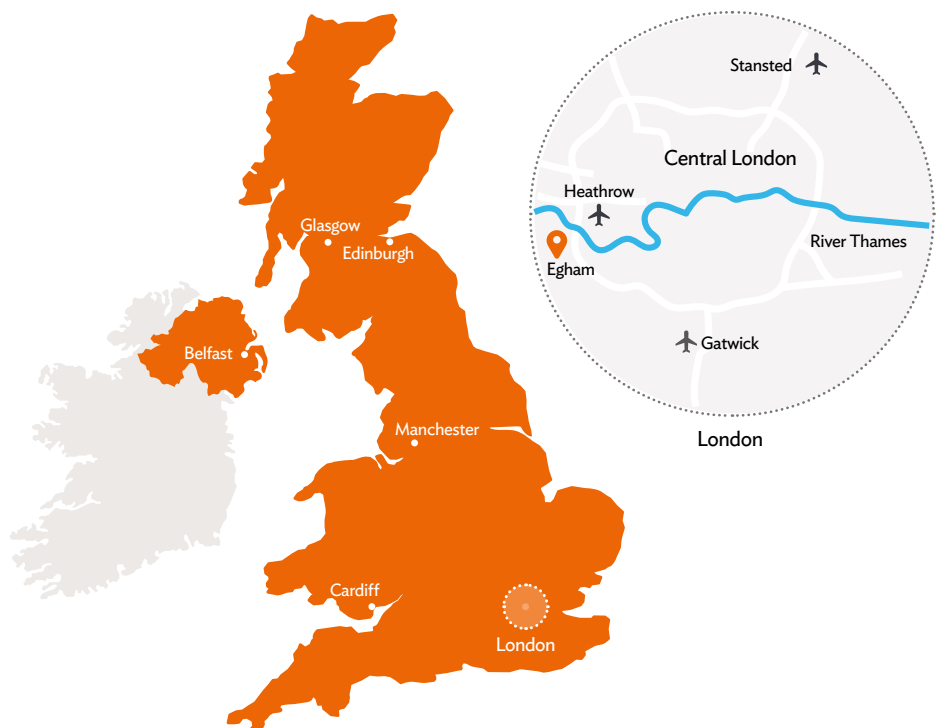 Glasgow
Edinburgh
Belfast
Manchester
Cardiff
London
Stansted
Central London
Heathrow
River Thames
Egham
Gatwick
London